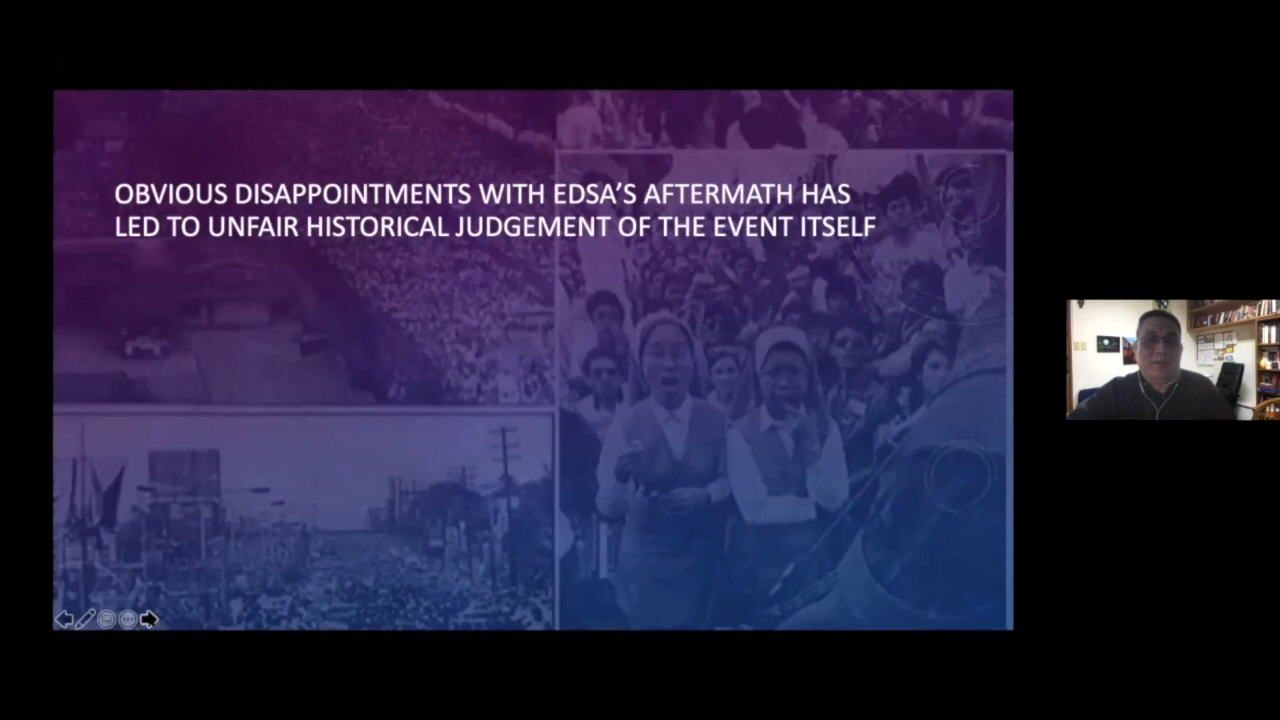 OBVIOUS DISAPPOINTMENTS WITH EDSA’S AFTERMATH HAS
LED TO UNFAIR HISTORICAL JUDGEMENT OF THE EVENT ITSELF